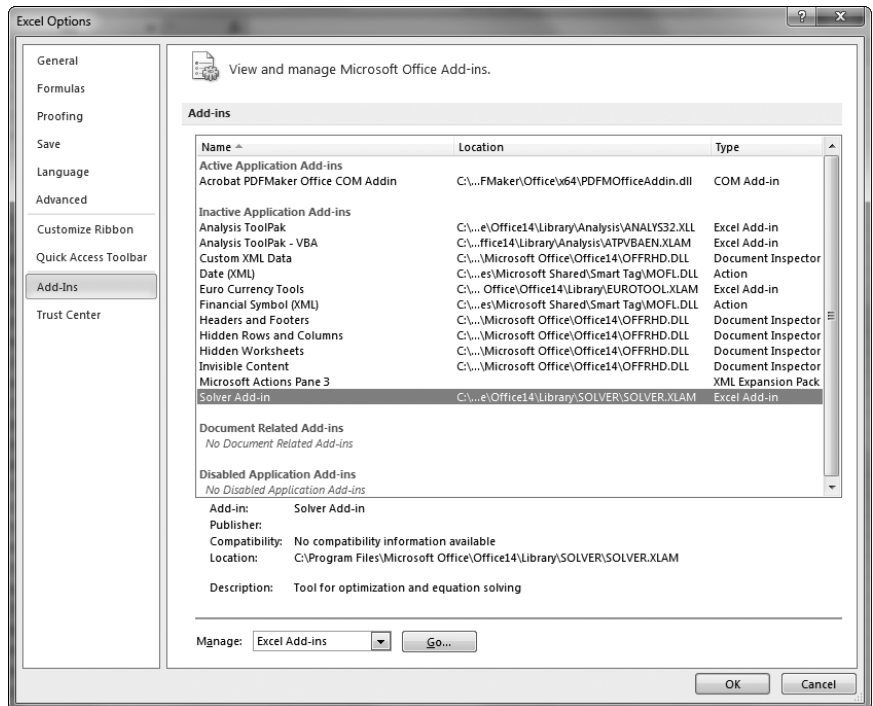 Excel Options
General
Formulas
Proofing
Save
Language
Advanced
Customize Ribbon
Quick Access Toolbar
Add-Ins
Trust Center
View and manage Microsoft Office Add-ins.
Add-ins
Name Location Type
Active Application Add-ins
Acrobat PDFMaker Office COM Addin C:\...FMaker\Office\x64\PDFMOfficeAddin.dll COM Add-in
Inactive Application Add-ins
Analysis ToolPak C:\...e\Office14\Library\Analysis\ANALYS32.XLL Excel Add-in
Analysis ToolPak - VBA C:\...ffice14\Library\Analysis\ATPVBAEN.XLAM Excel Add-in
Custom XML Data C:\...\Microsoft Office\Office14\OFFRHD.DLL Document Inspector
Date (XML) C:\...es\Microsoft Shared\Smart Tag\MOFL.DLL Action
Euro Currency Tools C:\... Office\Office14\Library\EUROTOOL.XLAM Excel Add-in
Financial Symbol (XML) C:\...es\Microsoft Shared\Smart Tag\MOFL.DLL Action
Headers and Footers C:\...\Microsoft Office\Office14\OFFRHD.DLL Document Inspector
Hidden Rows and Columns C:\...\Microsoft Office\Office14\OFFRHD.DLL Document Inspector
Hidden Worksheets C:\...\Microsoft Office\Office14\OFFRHD.DLL Document Inspector
Invisible Content C:\...\Microsoft Office\Office14\OFFRHD.DLL Document Inspector
Microsoft Actions Pane 3 XML Expansion Pack
Solver Add-in C:\...e\Office14\Library\SOLVER\SOLVER.XLAM Excel Add-in
Document Related Add-ins
No Document Related Add-ins
Disabled Application Add-ins
No Disabled Application Add-ins
Add-in: Solver Add-in
Publisher:
Compatibility: No compatibility information available
Location: C:\Program Files\Microsoft Office\Office14\Library\SOLVER\SOLVER.XLAM
Description: Tool for optimization and equation solving
Manage: Excel Add-ins Go...
OK Cancel